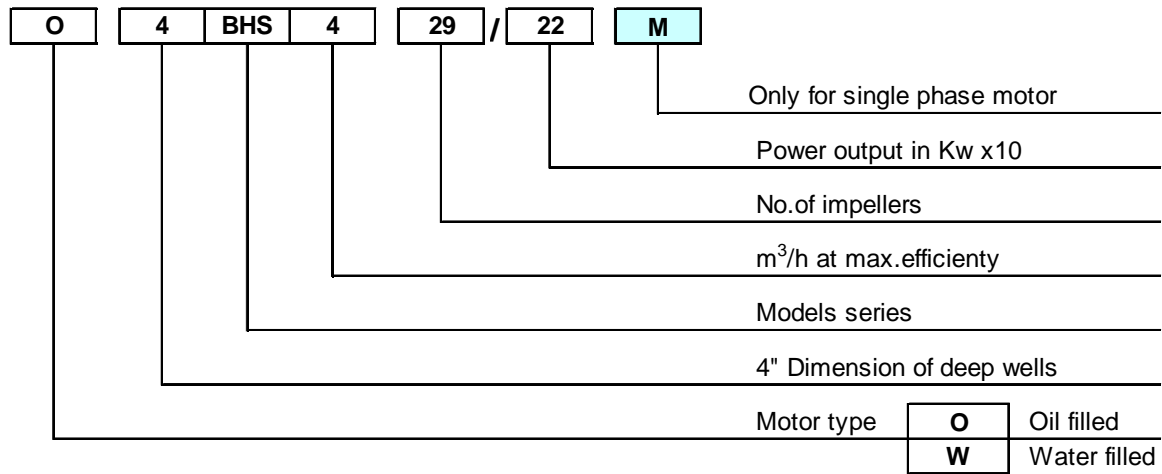 O 4 BHS 4 29 / 22 M
Only for single phase motor
Power output in Kw x10
No.of impellers
m³/h at max.efficienty
Models series
4" Dimension of deep wells
Motor type O Oil filled
W Water filled